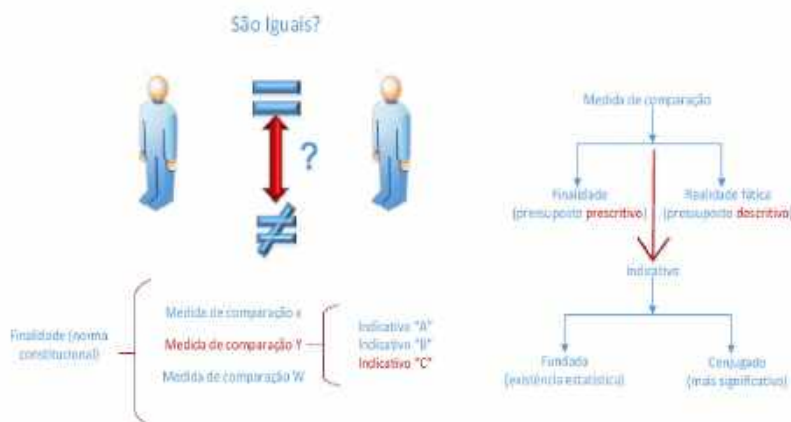 São Iguais?
?
Medida de comparação
Finalidade
(pressuposto prescritivo)
Realidade fática
(pressuposto descritivo)
Indicativo
Fundada
(existência estatística)
Conjugado
(mais significativo)
Finalidade (norma
constitucional)
Medida de comparação x
Medida de comparação Y
Medida de comparação W
Indicativo "A"
Indicativo "B"
Indicativo "C"